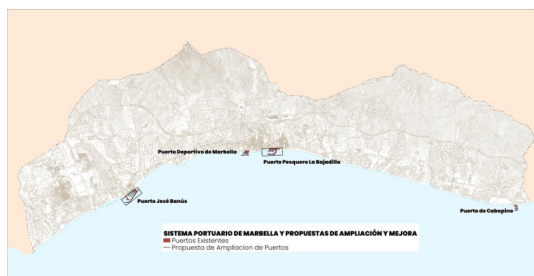 Puerto Deportivo de Marbella
Puerto Pesquero La Bajadilla
Puerto José Banús
Puerto de Cabopino
SISTEMA PORTUARIO DE MARBELLA Y PROPUESTAS DE AMPLIACIÓN Y MEJORA
Puertos Existentes
Propuesta de Ampliacion de Puertos